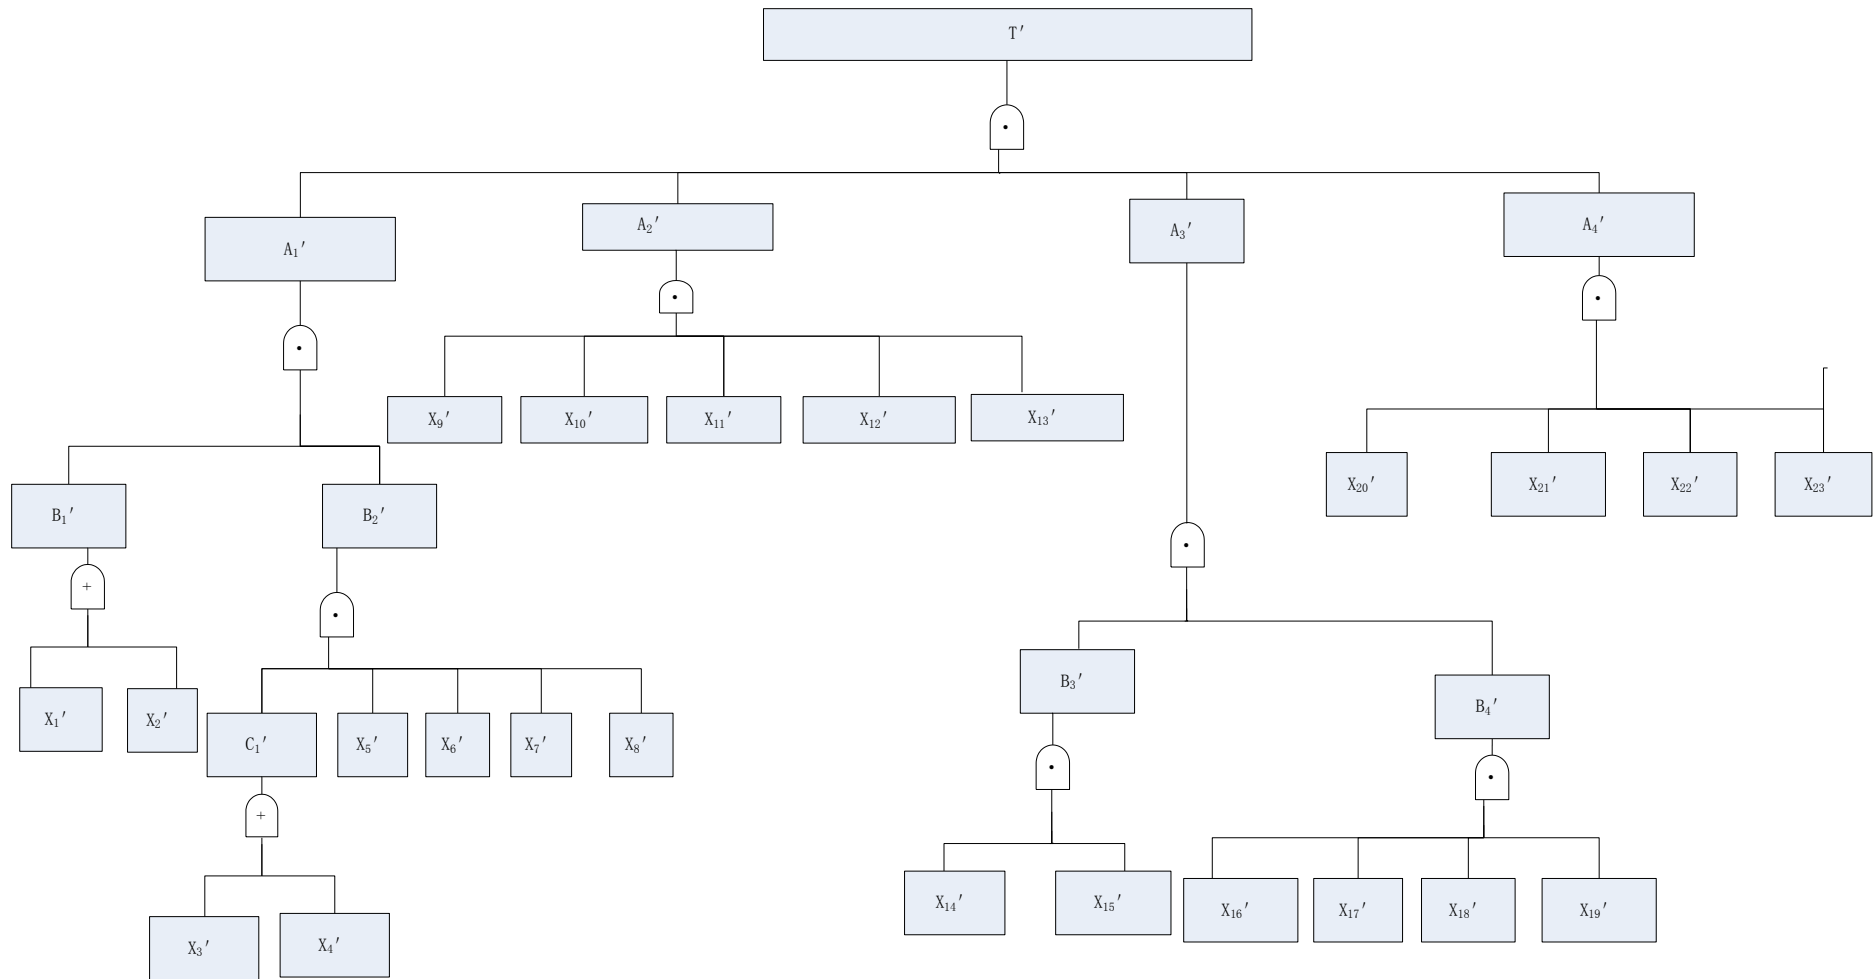 T′
A₁′
A₂′
A₃′
A₄′
X₉′
X₁₀′
X₁₁′
X₁₂′
X₁₃′
X₂₀′
X₂₁′
X₂₂′
X₂₃′
B₁′
B₂′
+
X₁′
X₂′
C₁′
X₅′
X₆′
X₇′
X₈′
B₃′
B₄′
+
X₃′
X₄′
X₁₄′
X₁₅′
X₁₆′
X₁₇′
X₁₈′
X₁₉′